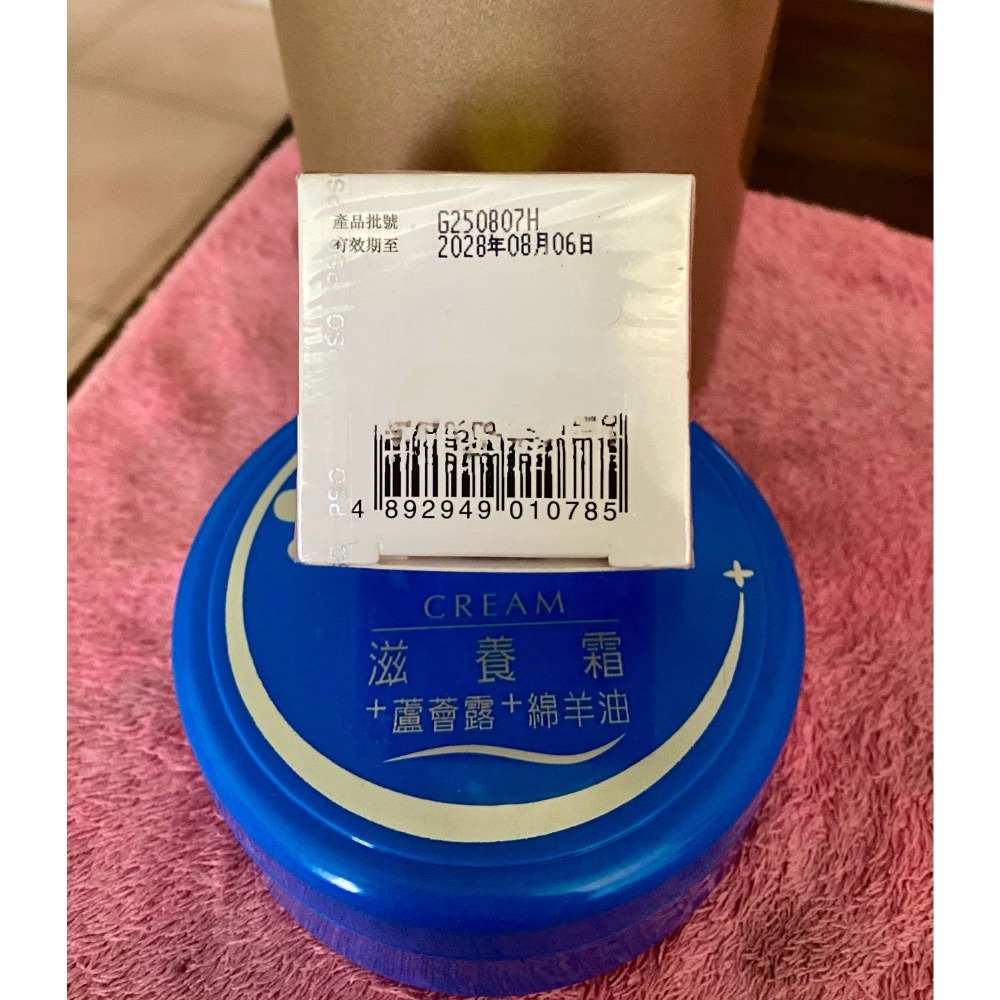 產品批號 G250807H
有效期至 2028年08月06日
4 892949 010785
CREAM
滋養霜
+蘆薈露+綿羊油